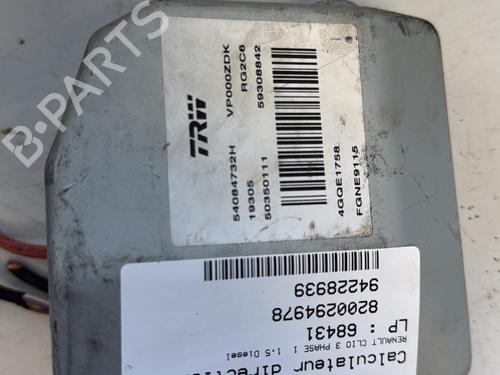 B-PARTS
TRW
VP000ZDK
RG2C6
59308842
54084732H
19305
50350111
4GQE1758
FGNE9115
Calculateur direction
RENAULT CLIO 3 PHASE 1 1.5 Diesel
LP : 68431
8200294978
94228939